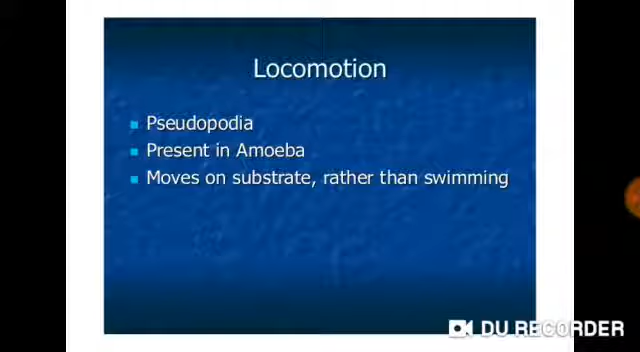 Locomotion
Pseudopodia
Present in Amoeba
Moves on substrate, rather than swimming
DU RECORDER